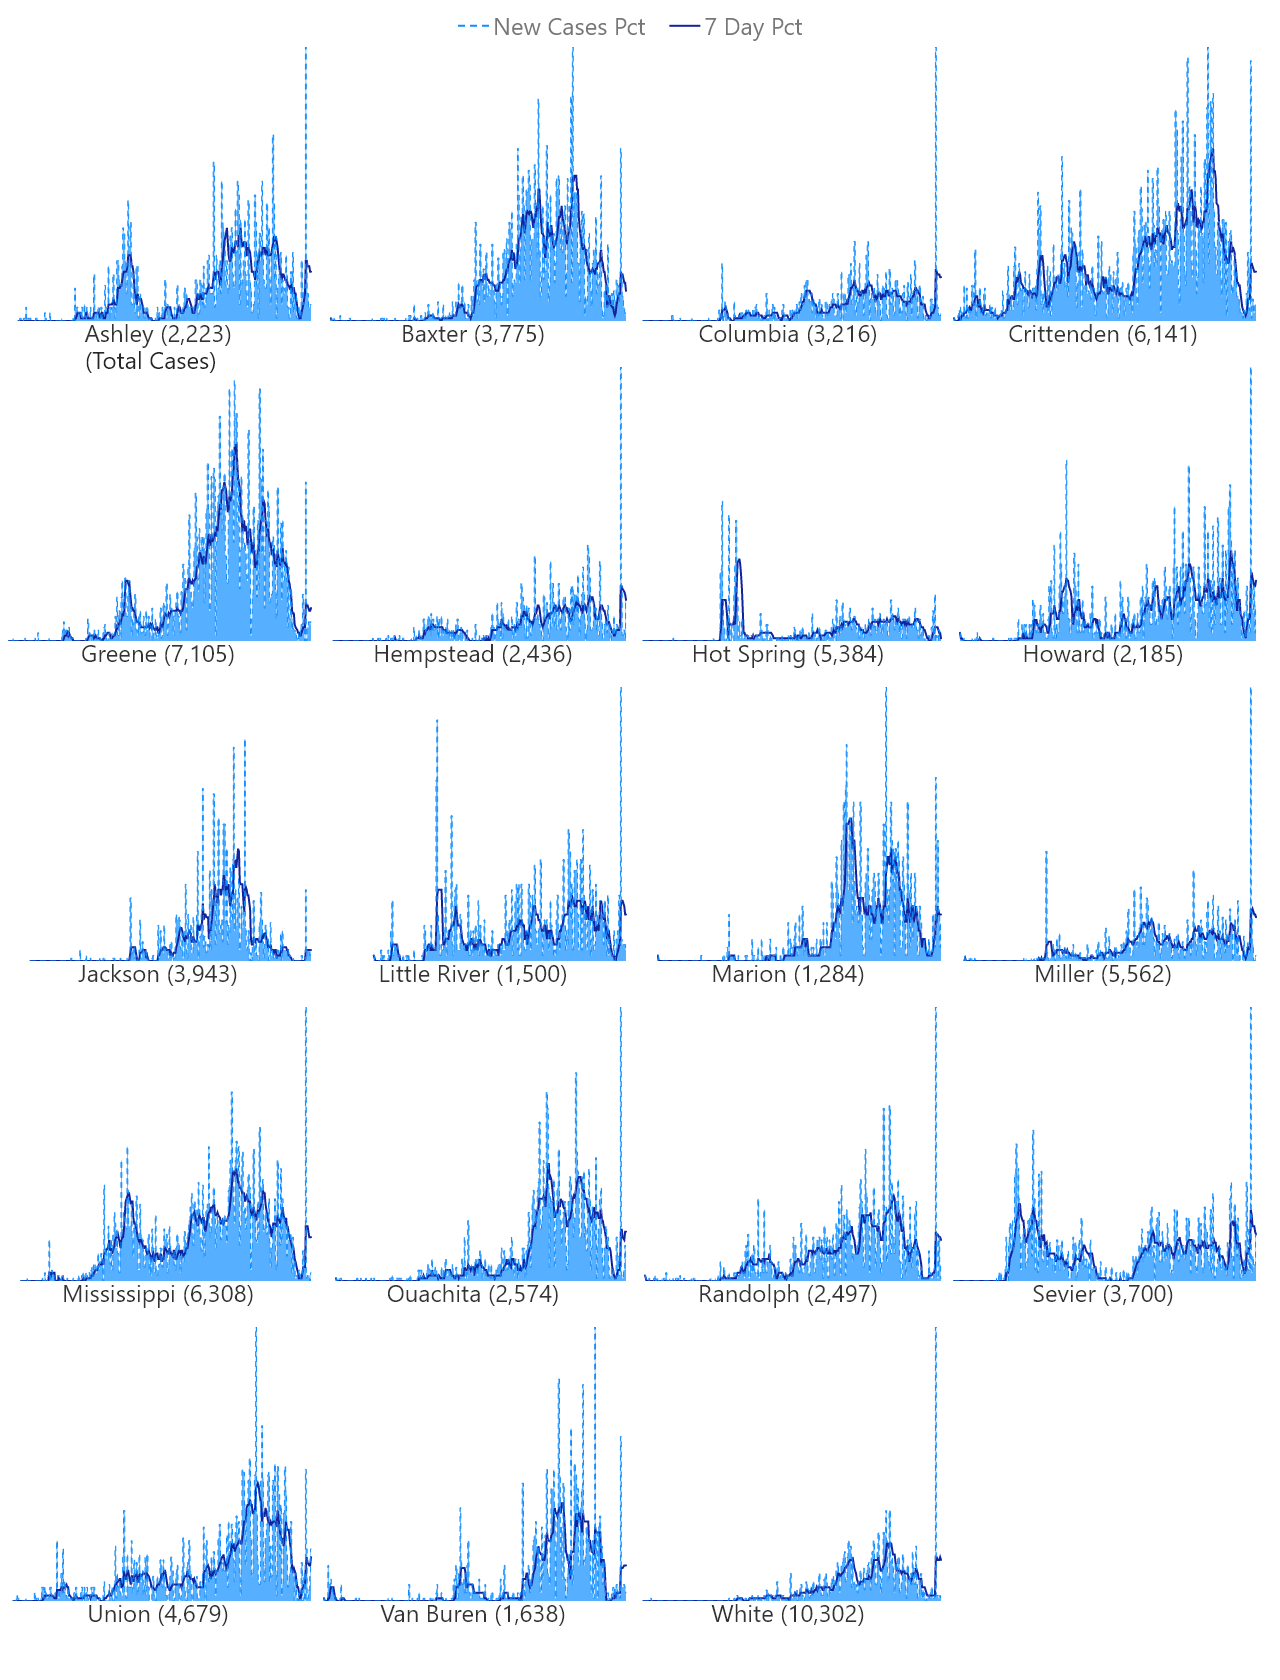 New Cases Pct 7 Day Pct
Ashley (2,223) Baxter (3,775) Columbia (3,216) Crittenden (6,141)
(Total Cases)
Greene (7,105) Hempstead (2,436) Hot Spring (5,384) Howard (2,185)
Jackson (3,943) Little River (1,500) Marion (1,284) Miller (5,562)
Mississippi (6,308) Ouachita (2,574) Randolph (2,497) Sevier (3,700)
Union (4,679) Van Buren (1,638) White (10,302)